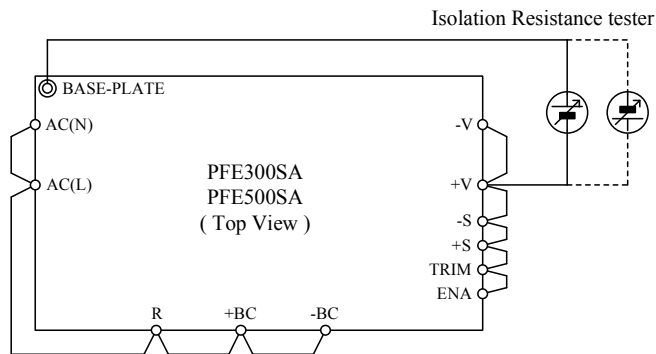 Isolation Resistance tester
BASE-PLATE
AC(N)
-V
AC(L)
PFE300SA
+V
PFE500SA
( Top View )
-S
+S
TRIM
ENA
R
+BC
-BC